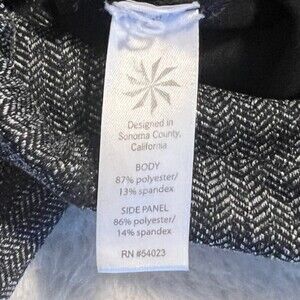 Designed in
Sonoma County,
California
BODY
87% polyester/
13% spandex
SIDE PANEL
86% polyester/
14% spandex
RN #54023